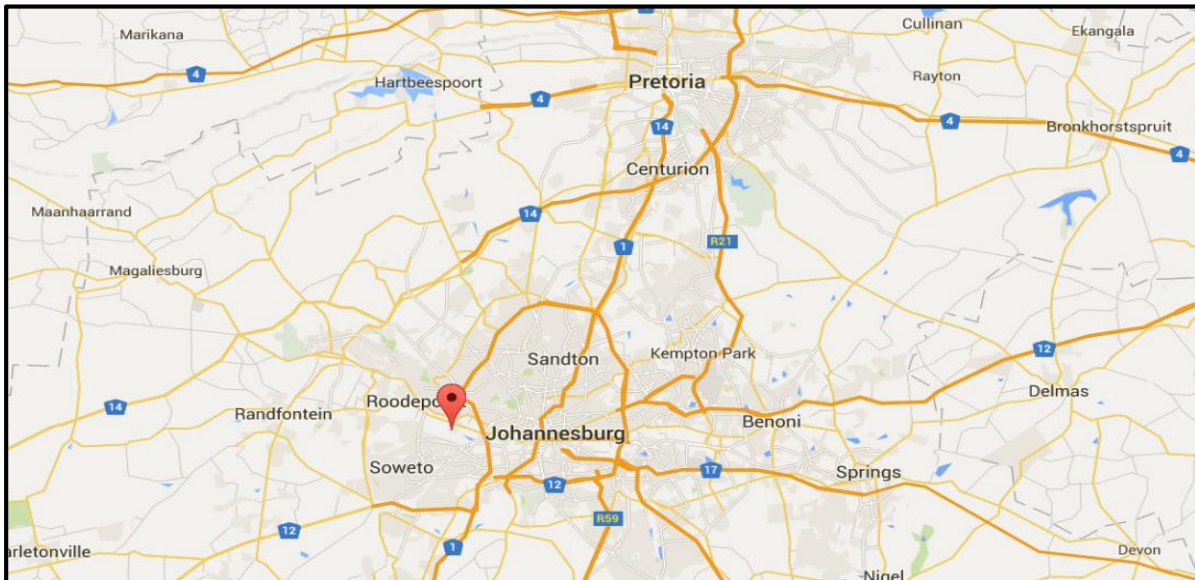 Marikana
Cullinan
Ekangala
4
Hartbeespoort
Pretoria
Rayton
4
14
4
Bronkhorstspruit
4
Centurion
Maanhaarrand
14
1
R21
Magaliesburg
Sandton
Kempton Park
12
Delmas
14
Randfontein
Roodepo
Johannesburg
Benoni
Soweto
17
Springs
12
12
R59
1
arletonville
Devon
Nigel